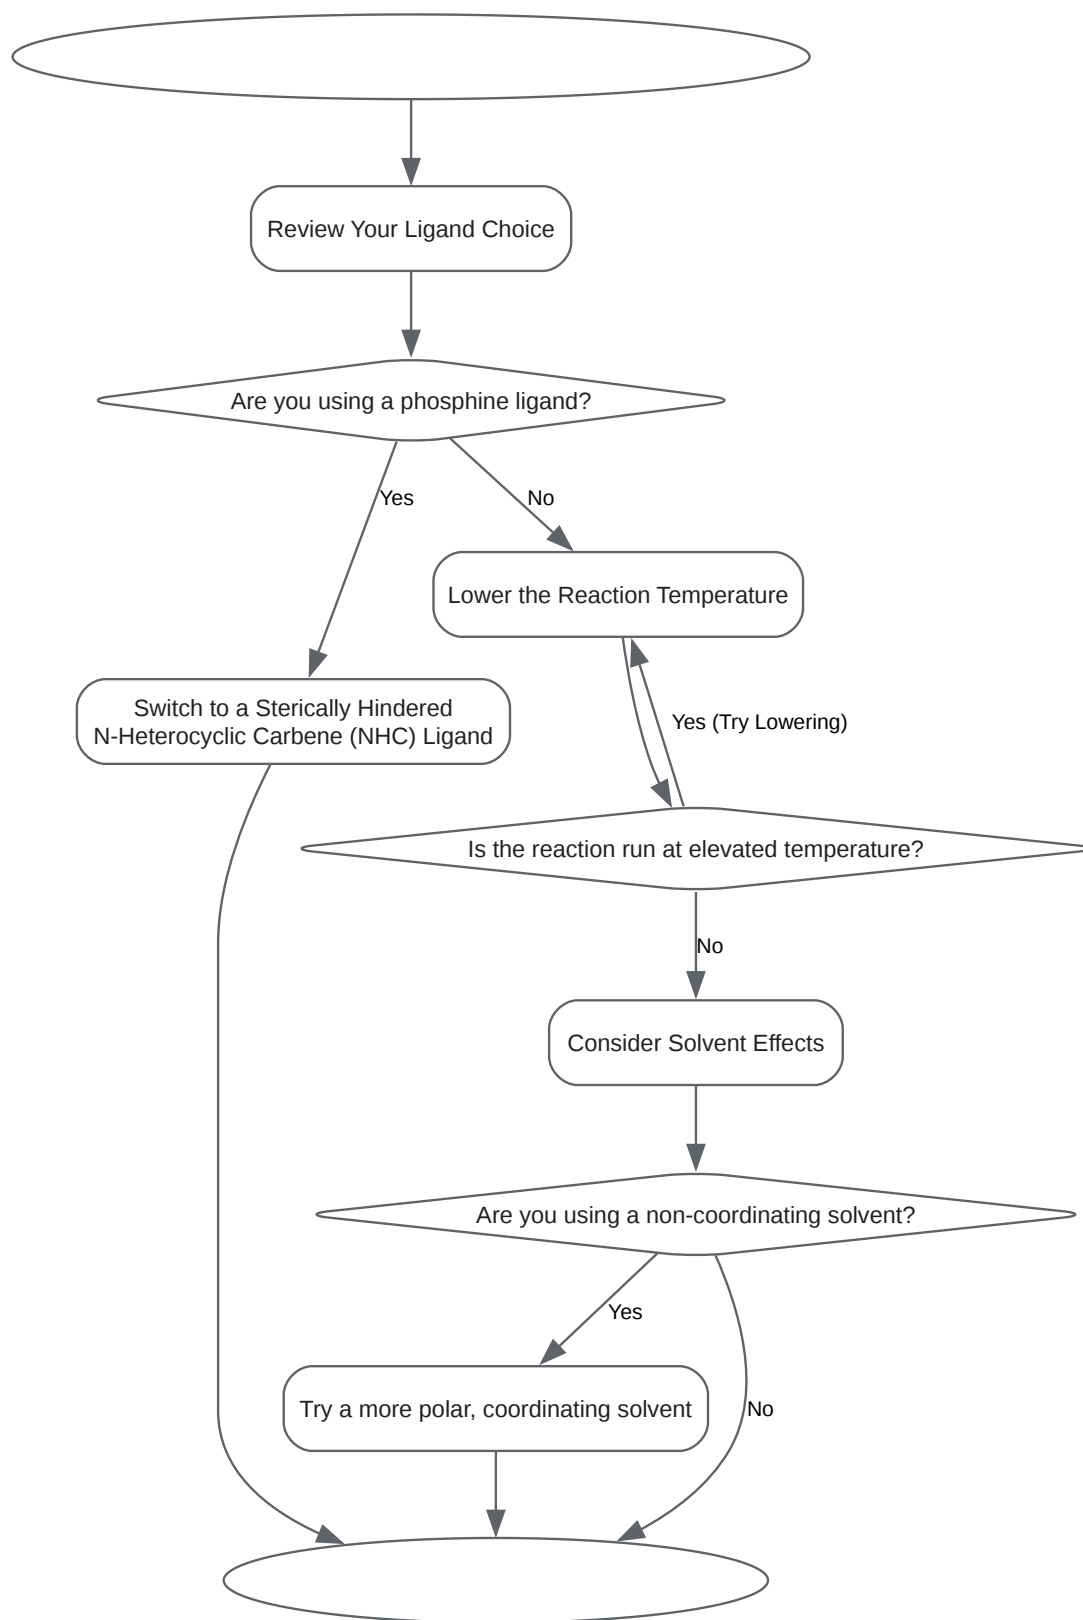 Review Your Ligand Choice
Are you using a phosphine ligand?
Yes
No
Lower the Reaction Temperature
Switch to a Sterically Hindered
N-Heterocyclic Carbene (NHC) Ligand
Yes (Try Lowering)
Is the reaction run at elevated temperature?
No
Consider Solvent Effects
Are you using a non-coordinating solvent?
Yes
Try a more polar, coordinating solvent
No